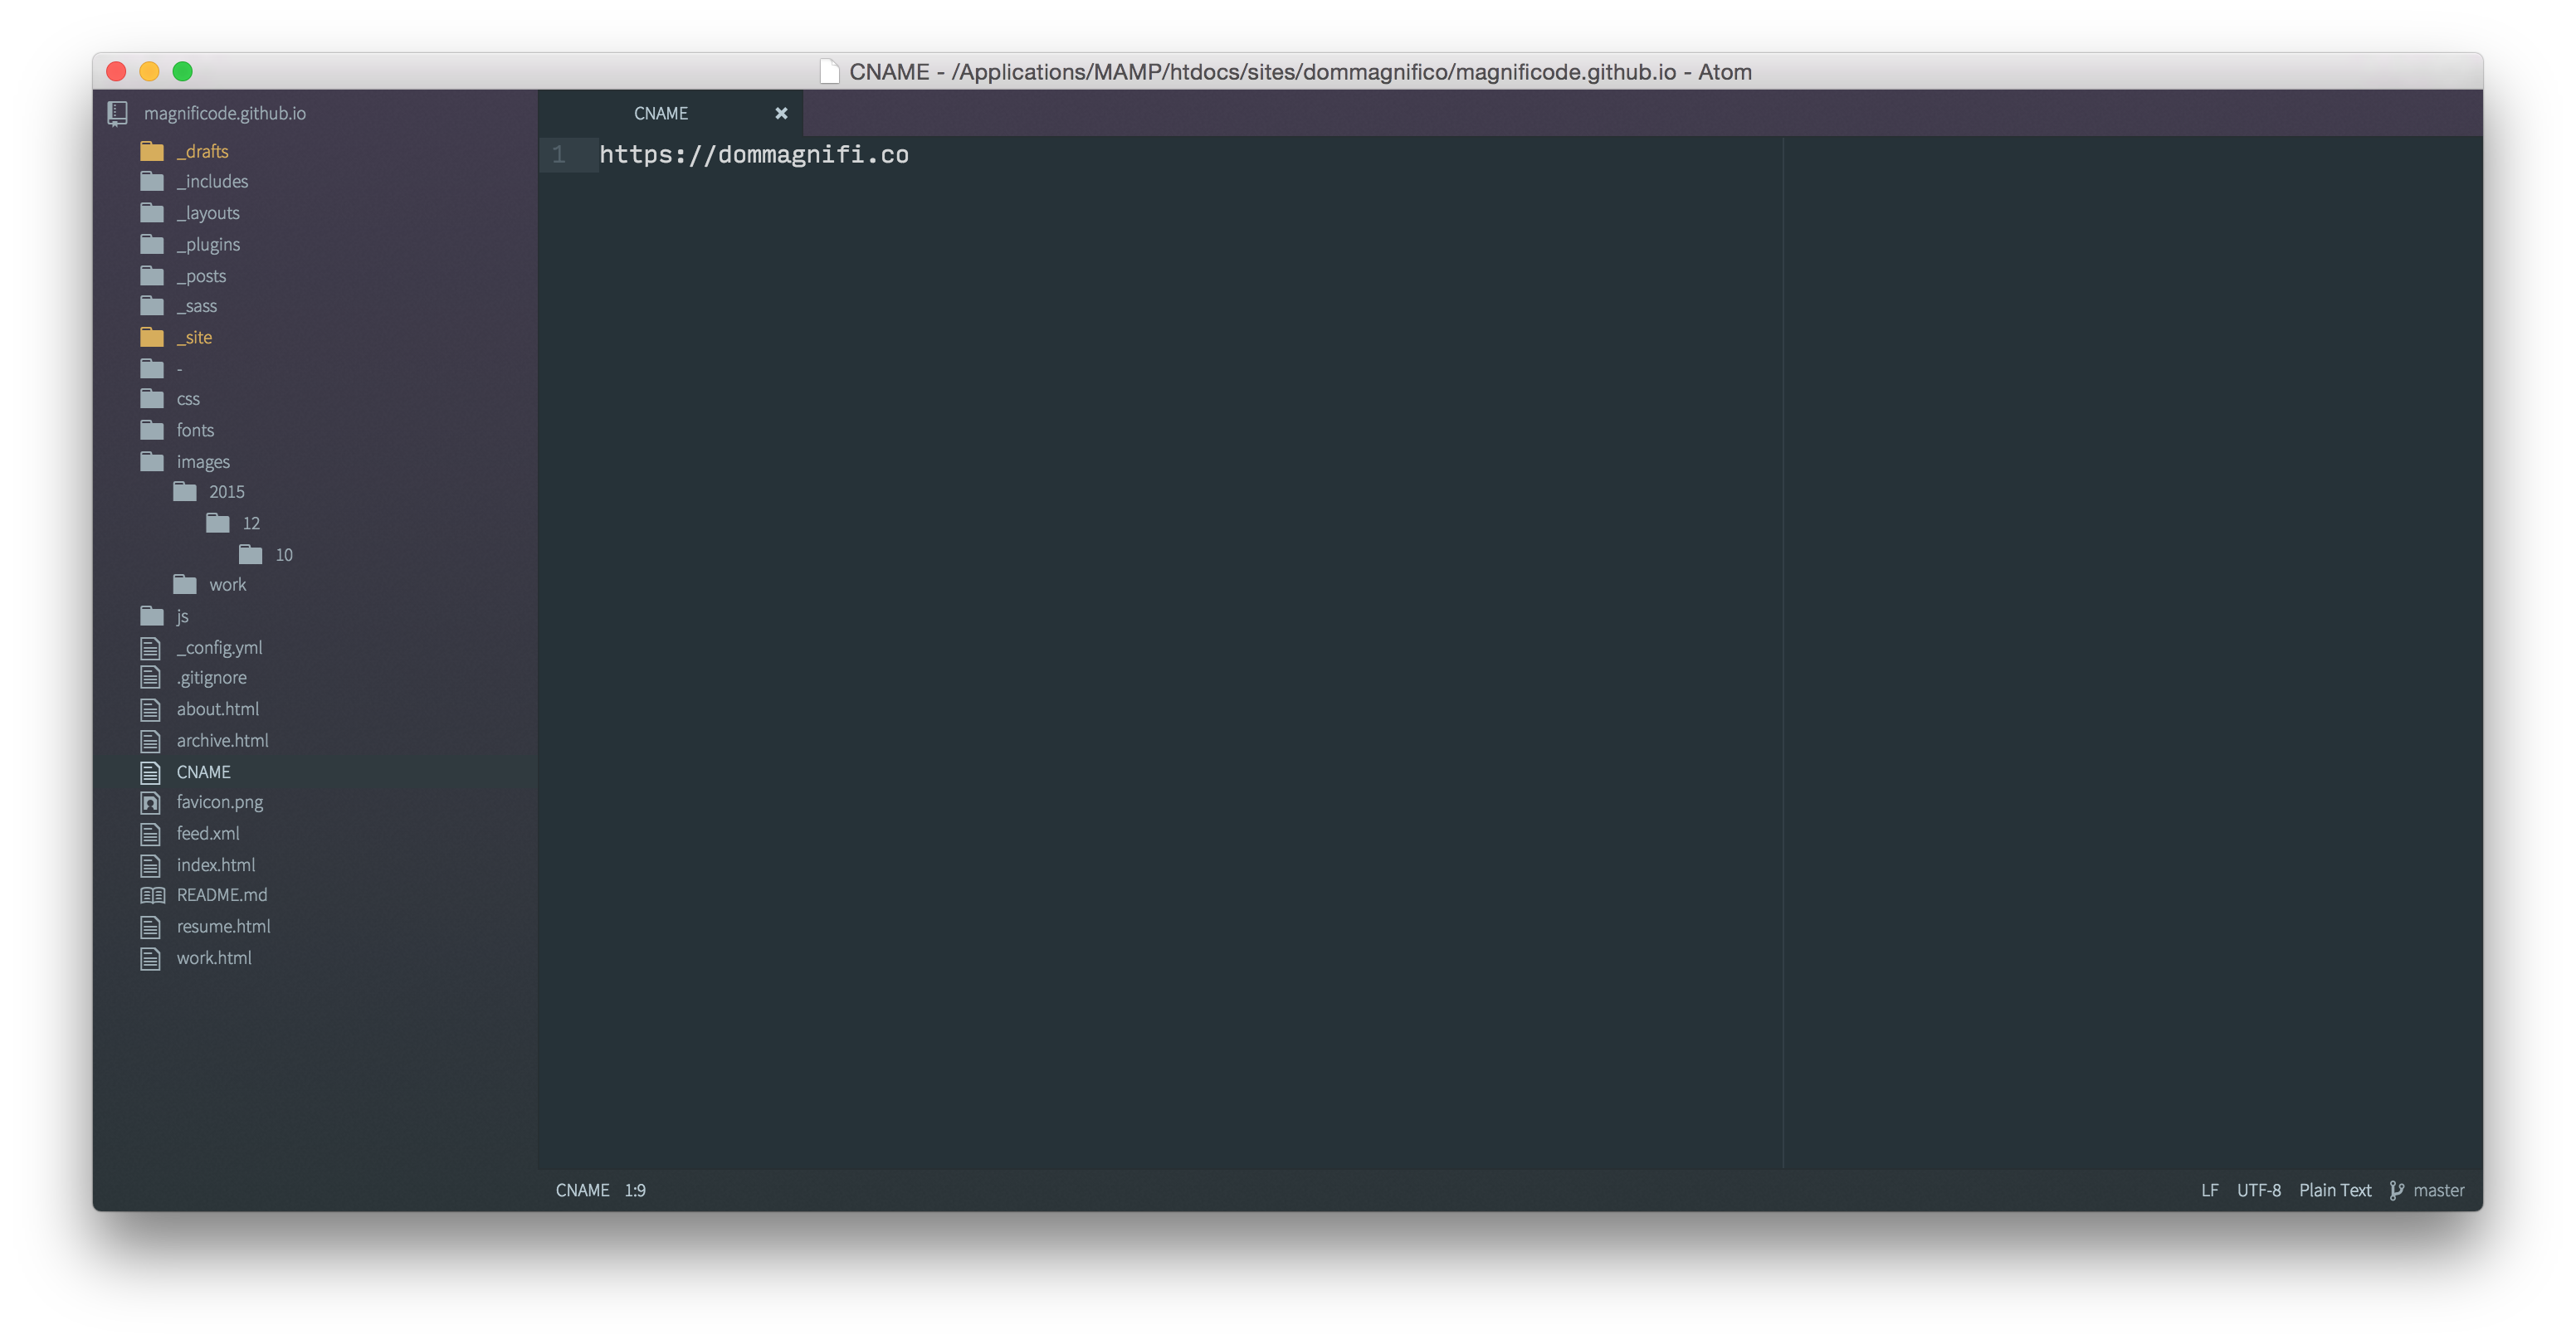 CNAME - /Applications/MAMP/htdocs/sites/dommagnifico/magnificode.github.io - Atom
magnificode.github.io
_drafts
_includes
_layouts
_plugins
_posts
_sass
_site
-
css
fonts
images
2015
12
10
work
js
_config.yml
.gitignore
about.html
archive.html
CNAME
favicon.png
feed.xml
index.html
README.md
resume.html
work.html
CNAME
1 https://dommagnifi.co
CNAME 1:9
LF UTF-8 Plain Text master